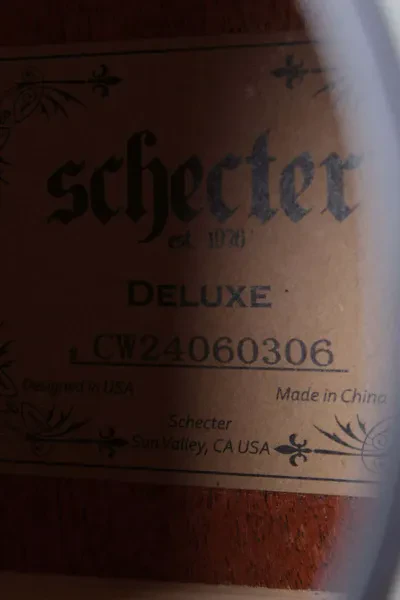 schecter
est. 1976
DELUXE
CW24060306
Designed in USA
Made in China
Schecter
Sun Valley, CA USA